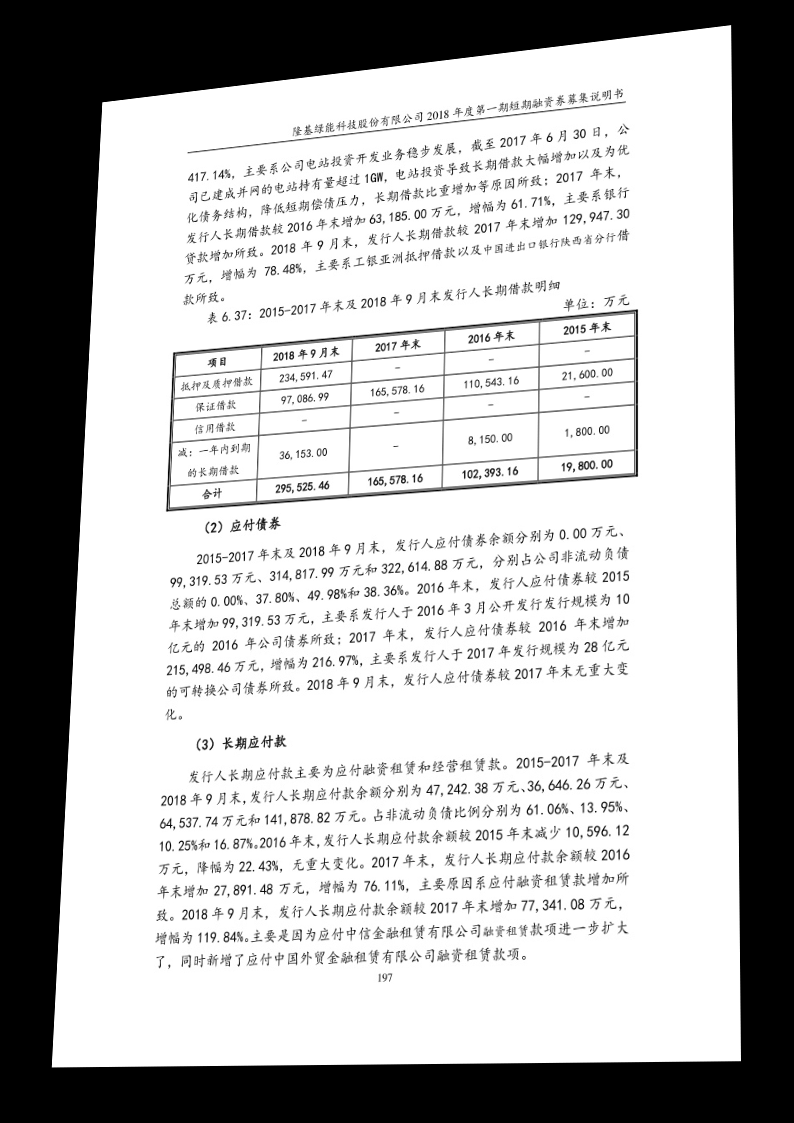 隆基绿能科技股份有限公司 2018 年度第一期短期融资券募集说明书
417.14%，主要系公司电站投资开发业务稳步发展，截至 2017 年 6 月 30 日，公
司已建成并网的电站持有量超过 1GW，电站投资导致长期借款大幅增加以及为优
化债务结构，降低短期偿债压力，长期借款比重增加等原因所致；2017 年末，
发行人长期借款较 2016 年末增加 63,185.00 万元，增幅为 61.71%，主要系银行
贷款增加所致。2018 年 9 月末，发行人长期借款较 2017 年末增加 129,947.30
万元，增幅为 78.48%，主要系工银亚洲抵押借款以及中国进出口银行陕西省分行借
款所致。
表 6.37：2015-2017 年末及 2018 年 9 月末发行人长期借款明细
单位：万元
项目 2018 年 9 月末 2017 年末 2016 年末 2015 年末
抵押及质押借款 234,591.47 - - -
保证借款 97,086.99 165,578.16 110,543.16 21,600.00
信用借款 - - - -
减：一年内到期
的长期借款 36,153.00 - 8,150.00 1,800.00
合计 295,525.46 165,578.16 102,393.16 19,800.00
（2）应付债券
2015-2017 年末及 2018 年 9 月末，发行人应付债券余额分别为 0.00 万元、
99,319.53 万元、314,817.99 万元和 322,614.88 万元，分别占公司非流动负债
总额的 0.00%、37.80%、49.98%和 38.36%。2016 年末，发行人应付债券较 2015
年末增加 99,319.53 万元，主要系发行人于 2016 年 3 月公开发行发行规模为 10
亿元的 2016 年公司债券所致；2017 年末，发行人应付债券较 2016 年末增加
215,498.46 万元，增幅为 216.97%，主要系发行人于 2017 年发行规模为 28 亿元
的可转换公司债券所致。2018 年 9 月末，发行人应付债券较 2017 年末无重大变
化。
（3）长期应付款
发行人长期应付款主要为应付融资租赁和经营租赁款。2015-2017 年末及
2018 年 9 月末，发行人长期应付款余额分别为 47,242.38 万元、36,646.26 万元、
64,537.74 万元和 141,878.82 万元。占非流动负债比例分别为 61.06%、13.95%、
10.25%和 16.87%。2016 年末，发行人长期应付款余额较 2015 年末减少 10,596.12
万元，降幅为 22.43%，无重大变化。2017 年末，发行人长期应付款余额较 2016
年末增加 27,891.48 万元，增幅为 76.11%，主要原因系应付融资租赁款增加所
致。2018 年 9 月末，发行人长期应付款余额较 2017 年末增加 77,341.08 万元，
增幅为 119.84%。主要是因为应付中信金融租赁有限公司融资租赁款项进一步扩大
了，同时新增了应付中国外贸金融租赁有限公司融资租赁款项。
197